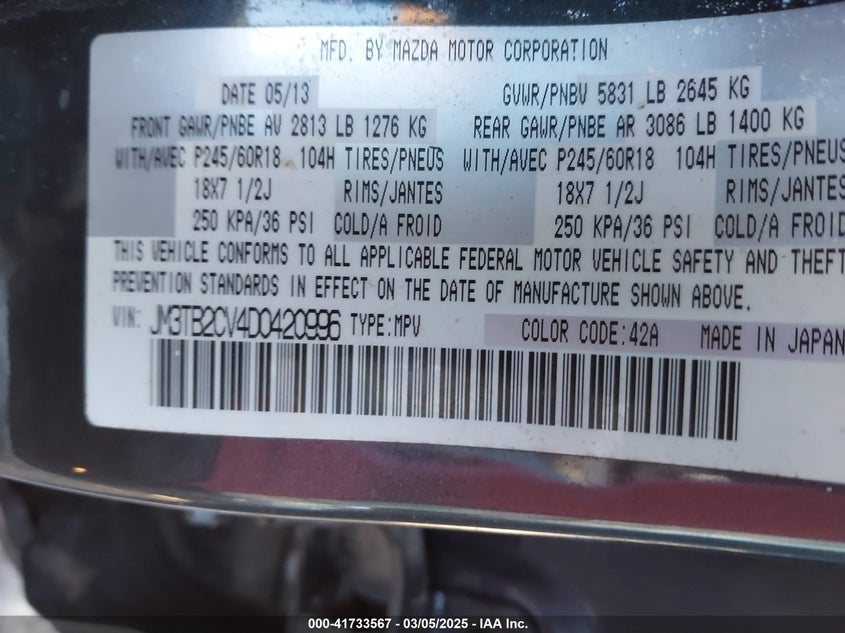 MFD. BY MAZDA MOTOR CORPORATION
DATE 05/13 GVWR/PNBV 5831 LB 2645 KG
FRONT GAWR/PNBE AV 2813 LB 1276 KG REAR GAWR/PNBE AR 3086 LB 1400 KG
WITH/AVEC P245/60R18 104H TIRES/PNEUS WITH/AVEC P245/60R18 104H TIRES/PNEUS
18X7 1/2J RIMS/JANTES 18X7 1/2J RIMS/JANTES
250 KPA/36 PSI COLD/A FROID 250 KPA/36 PSI COLD/A FROID
THIS VEHICLE CONFORMS TO ALL APPLICABLE FEDERAL MOTOR VEHICLE SAFETY AND THEFT
PREVENTION STANDARDS IN EFFECT ON THE DATE OF MANUFACTURE SHOWN ABOVE.
VIN: JM3TB2CV4D0420996 TYPE:MPV COLOR CODE:42A MADE IN JAPAN
000-41733567 - 03/05/2025 - IAA Inc.